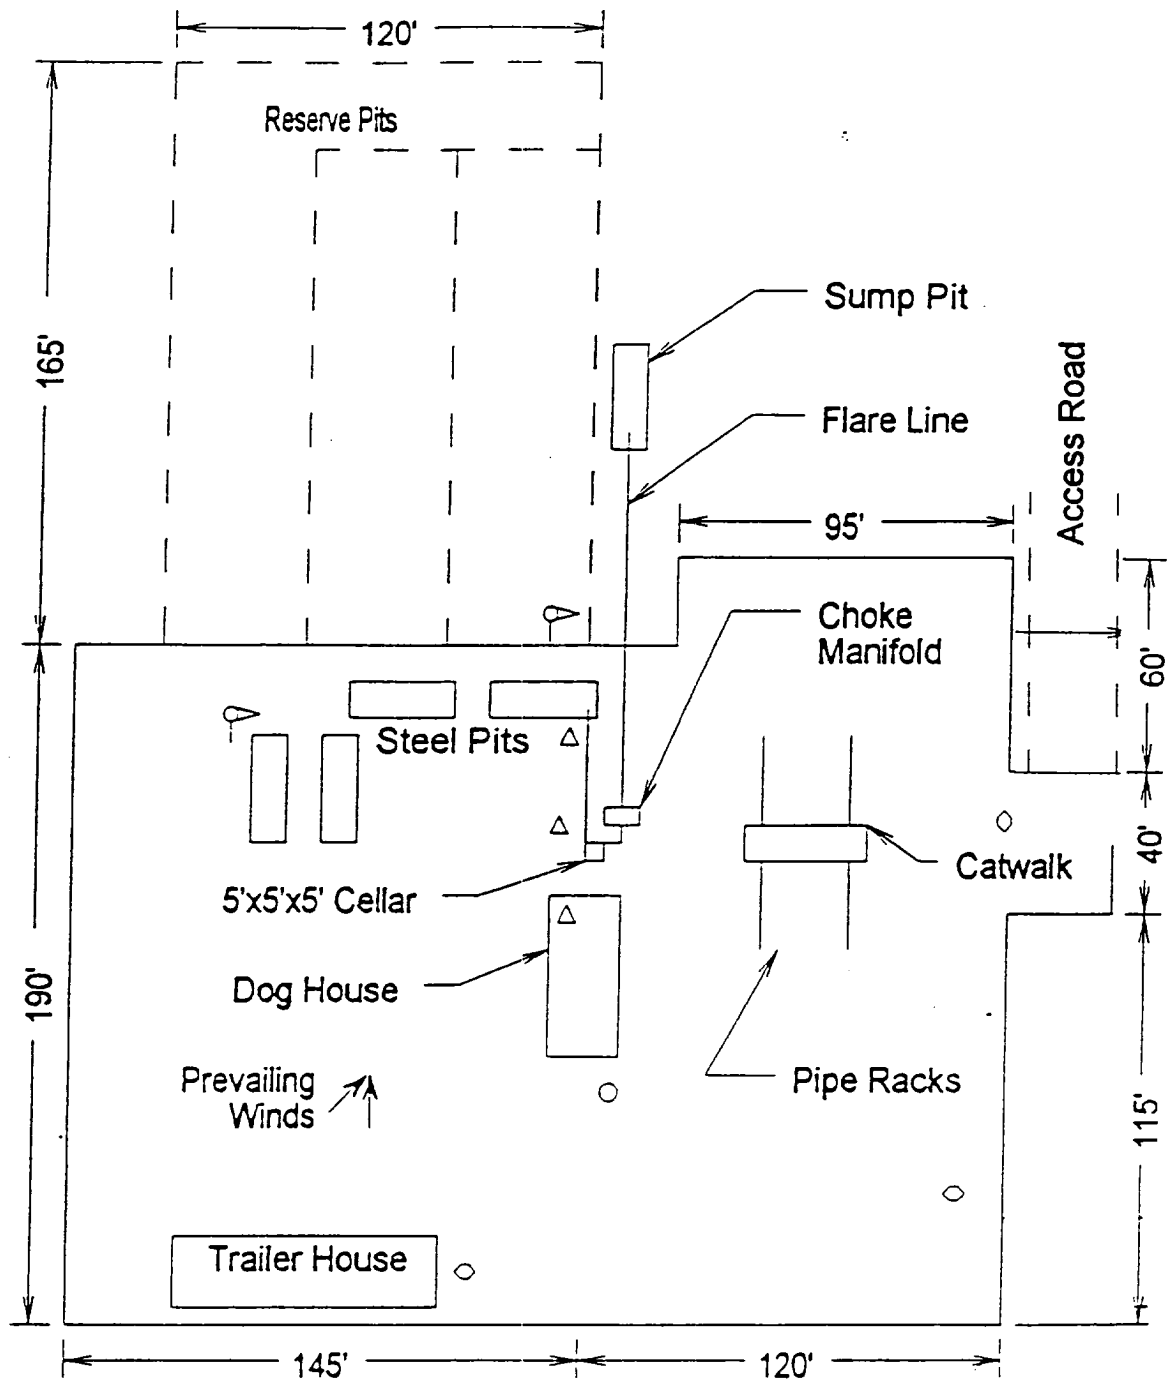 120'
Reserve Pits
Sump Pit
165'
Access Road
Flare Line
95'
Choke
Manifold
60'
Steel Pits
40'
Catwalk
5'x5'x5' Cellar
190'
Dog House
Prevailing
Winds
Pipe Racks
115'
Trailer House
145'
120'